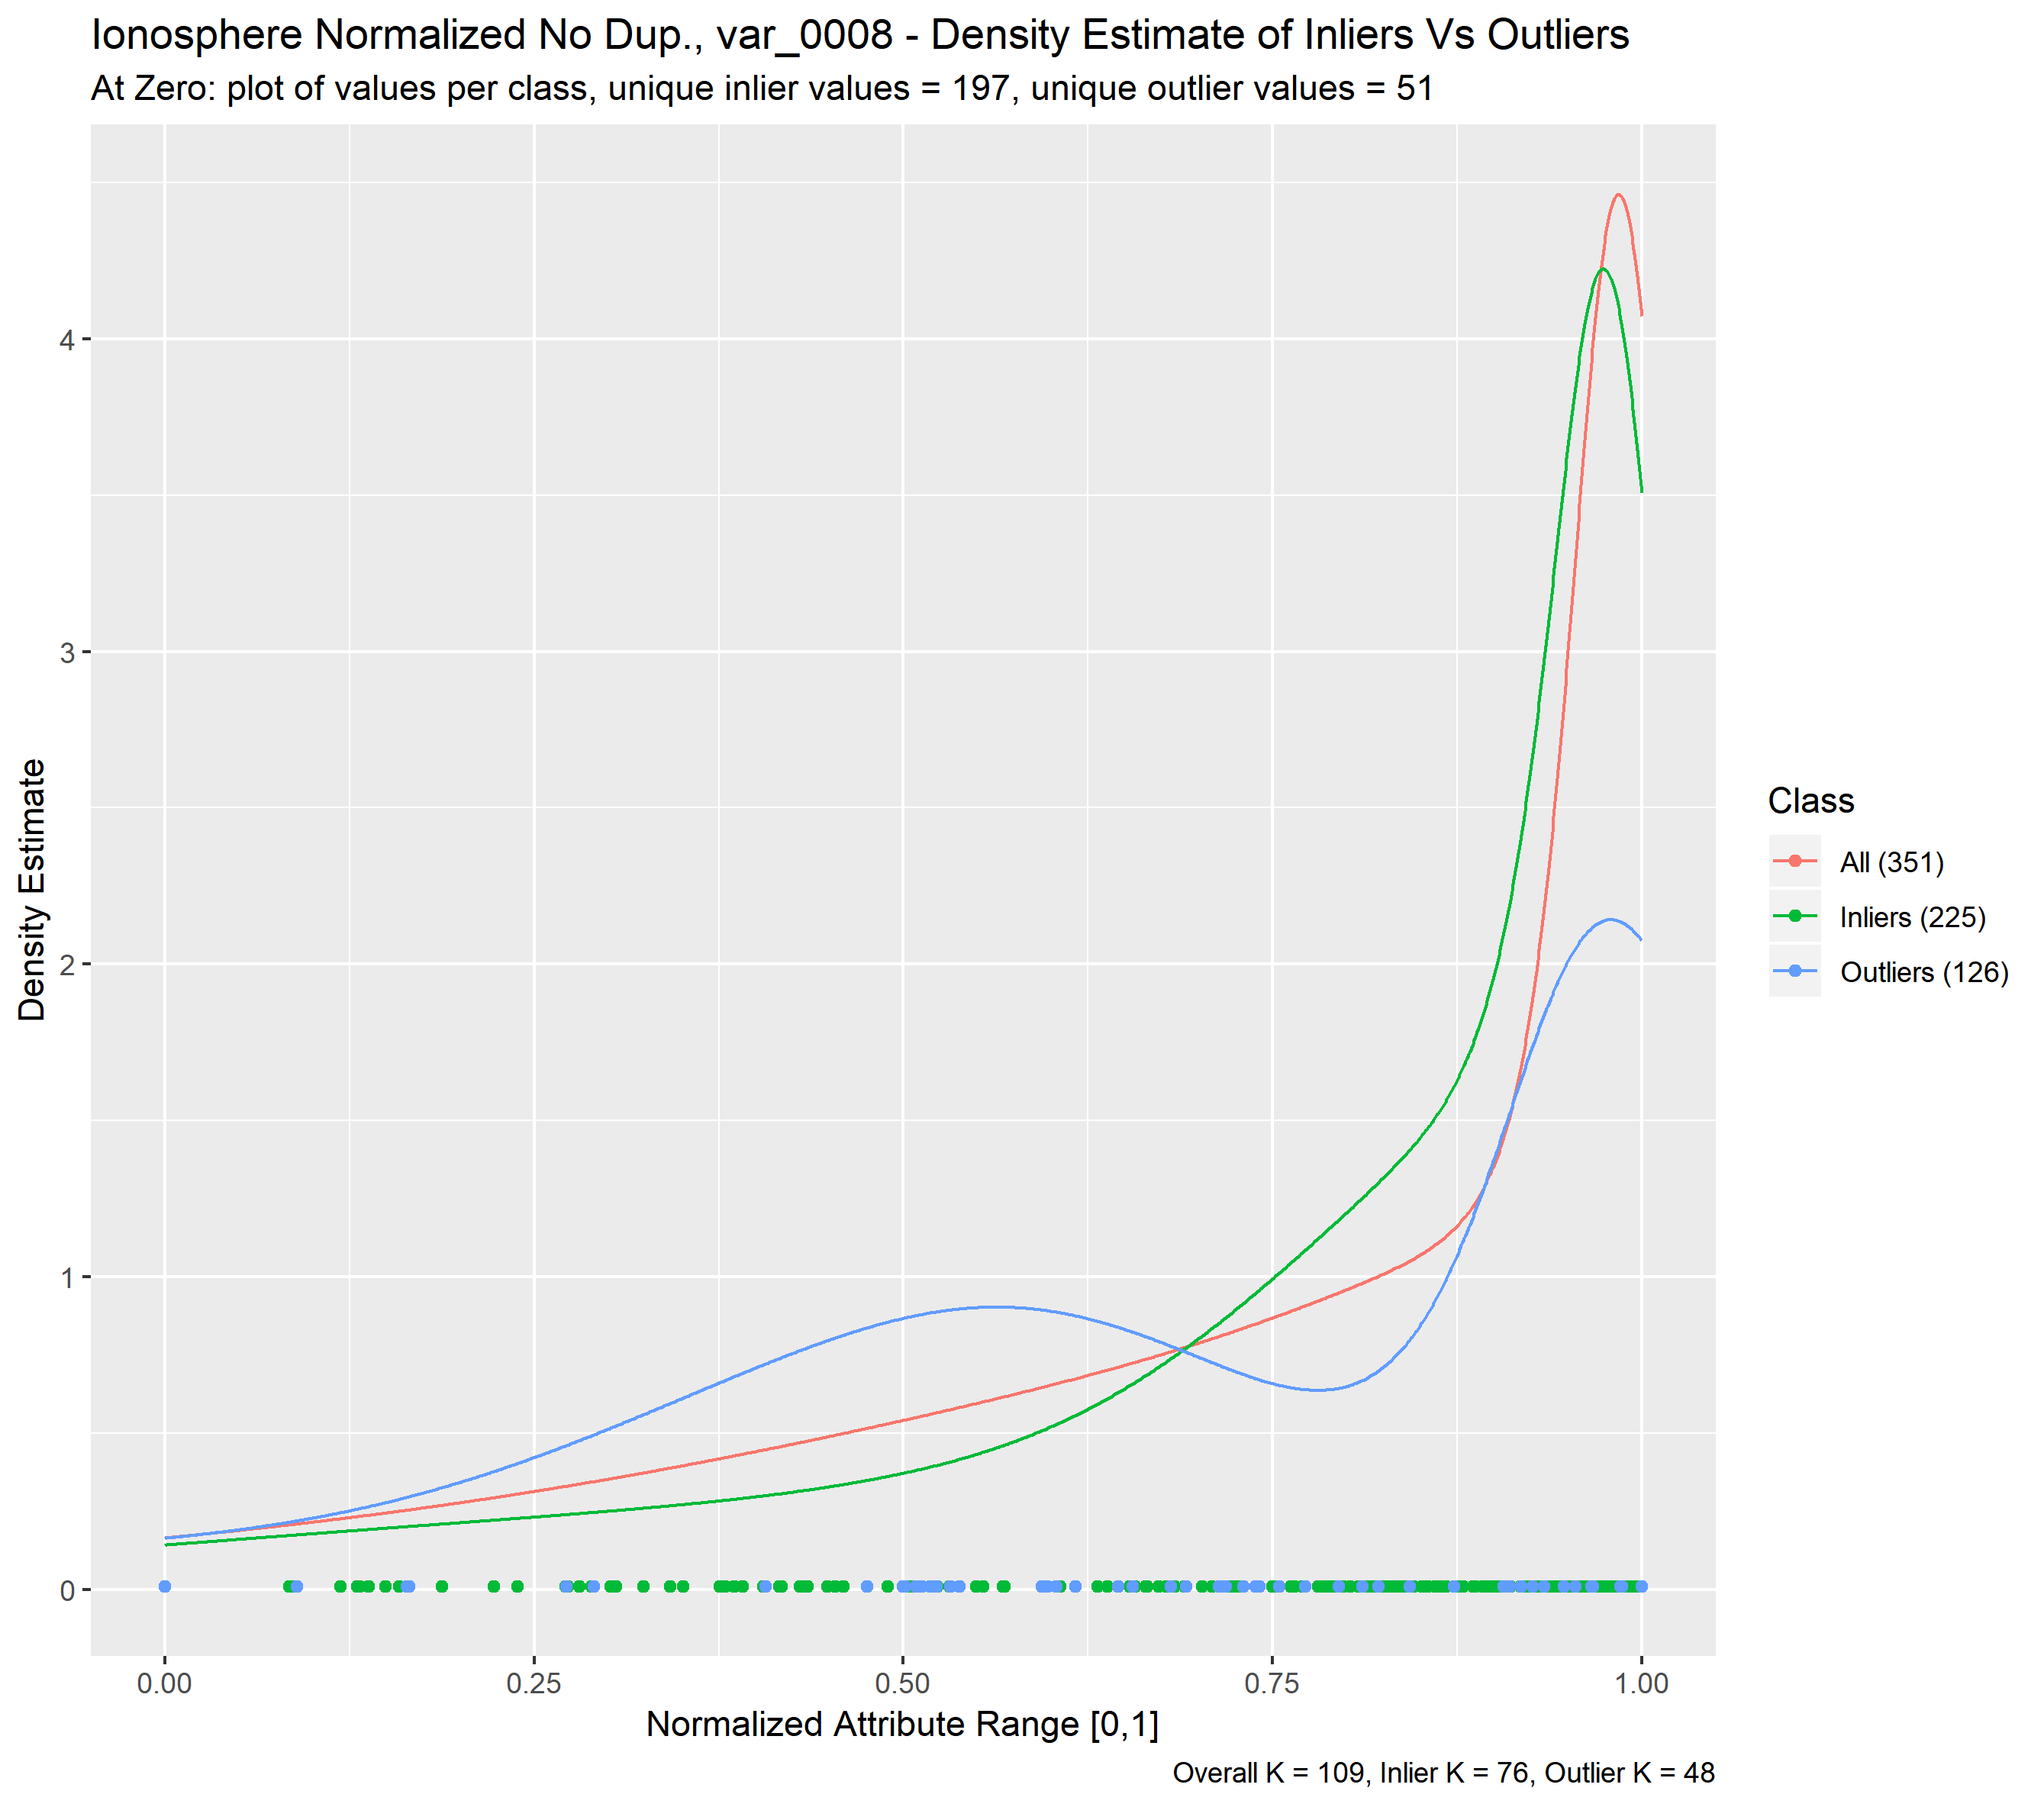 Ionosphere Normalized No Dup., var_0008 - Density Estimate of Inliers Vs Outliers
At Zero: plot of values per class, unique inlier values = 197, unique outlier values = 51
4
3
2
1
0
Density Estimate
0.00
0.25
0.50
0.75
1.00
Normalized Attribute Range [0,1]
Overall K = 109, Inlier K = 76, Outlier K = 48
Class
All (351)
Inliers (225)
Outliers (126)